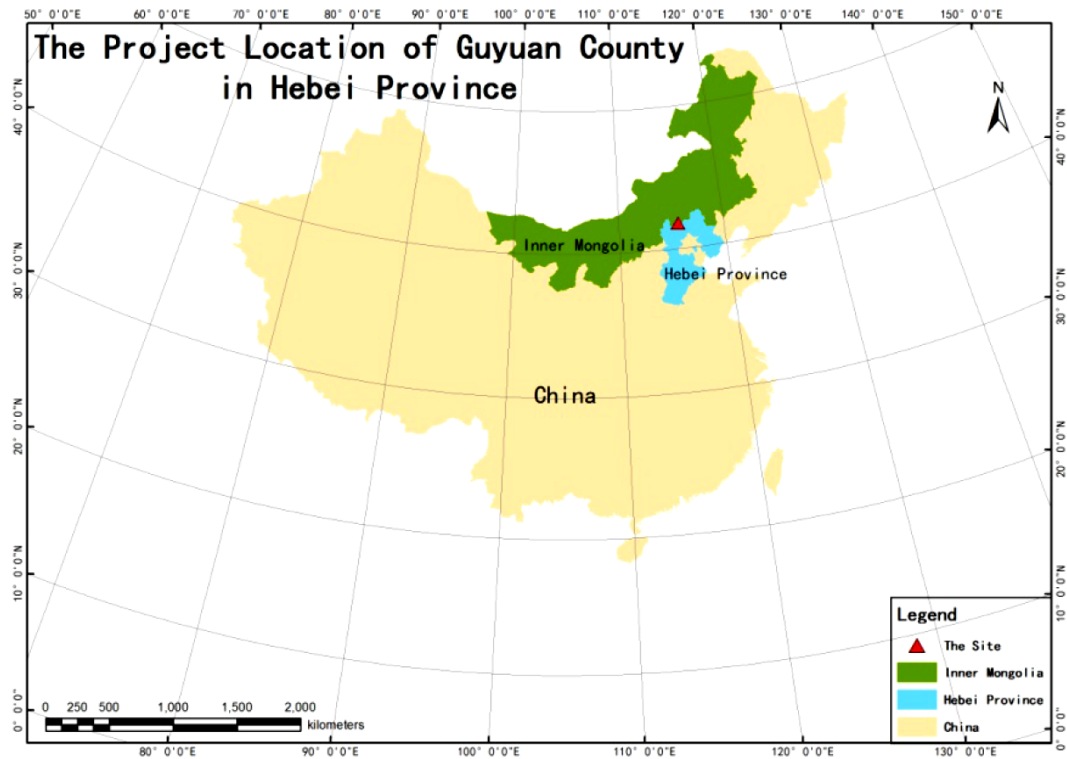 50° 0'0"E 60° 0'0"E 70° 0'0"E 80° 0'0"E 90° 0'0"E 100° 0'0"E 110° 0'0"E 120° 0'0"E 130° 0'0"E 140° 0'0"E 150° 0'0"E
The Project Location of Guyuan County
in Hebei Province
N
40° 0'0"N
40° 0'0"N
Inner Mongolia
Hebei Province
30° 0'0"N
30° 0'0"N
China
20° 0'0"N
20° 0'0"N
10° 0'0"N
10° 0'0"N
Legend
The Site
Inner Mongolia
Hebei Province
China
0 250 500 1,000 1,500 2,000
kilometers
0° 0'0"
0° 0'0"
80° 0'0"E 90° 0'0"E 100° 0'0"E 110° 0'0"E 120° 0'0"E 130° 0'0"E